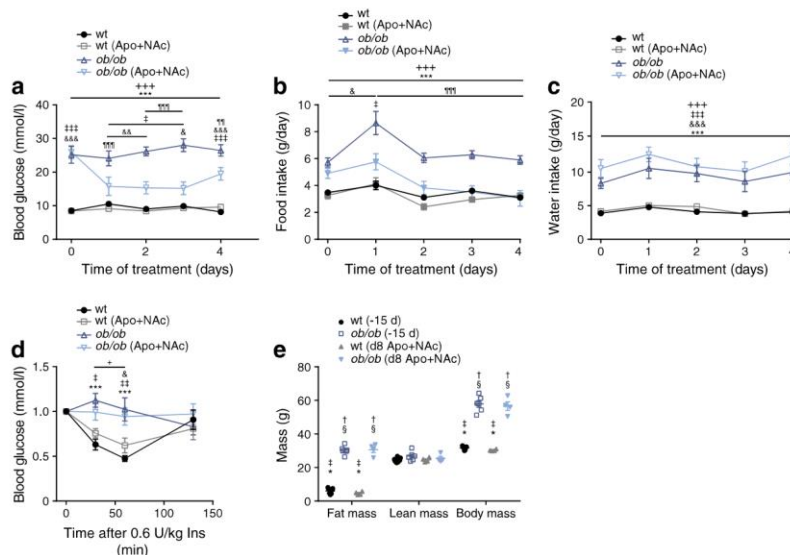 wt
wt (Apo+NAc)
ob/ob
ob/ob (Apo+NAc)
a
+++
***
¶¶¶
‡
‡‡‡
&&&
¶¶¶
&&
&
¶¶
&&&
‡‡‡
Blood glucose (mmol/l)
40
30
20
10
0
0 1 2 3 4
Time of treatment (days)
wt
wt (Apo+NAc)
ob/ob
ob/ob (Apo+NAc)
b
+++
***
& ¶¶¶
‡
Food intake (g/day)
10
8
6
4
2
0
0 1 2 3 4
Time of treatment (days)
wt
wt (Apo+NAc)
ob/ob
ob/ob (Apo+NAc)
c
+++
‡‡‡
&&&
***
Water intake (g/day)
20
15
10
5
0
0 1 2 3 4
Time of treatment (days)
wt
wt (Apo+NAc)
ob/ob
ob/ob (Apo+NAc)
d
+
‡
***
&
‡‡
***
Blood glucose (mmol/l)
1.5
1.0
0.5
0
0 50 100 150
Time after 0.6 U/kg Ins
(min)
wt (-15 d)
ob/ob (-15 d)
wt (d8 Apo+NAc)
ob/ob (d8 Apo+NAc)
e
Mass (g)
80
60
40
20
0
‡
*
†
§
‡
*
†
§
‡
*
†
§
‡
*
†
§
Fat mass Lean mass Body mass